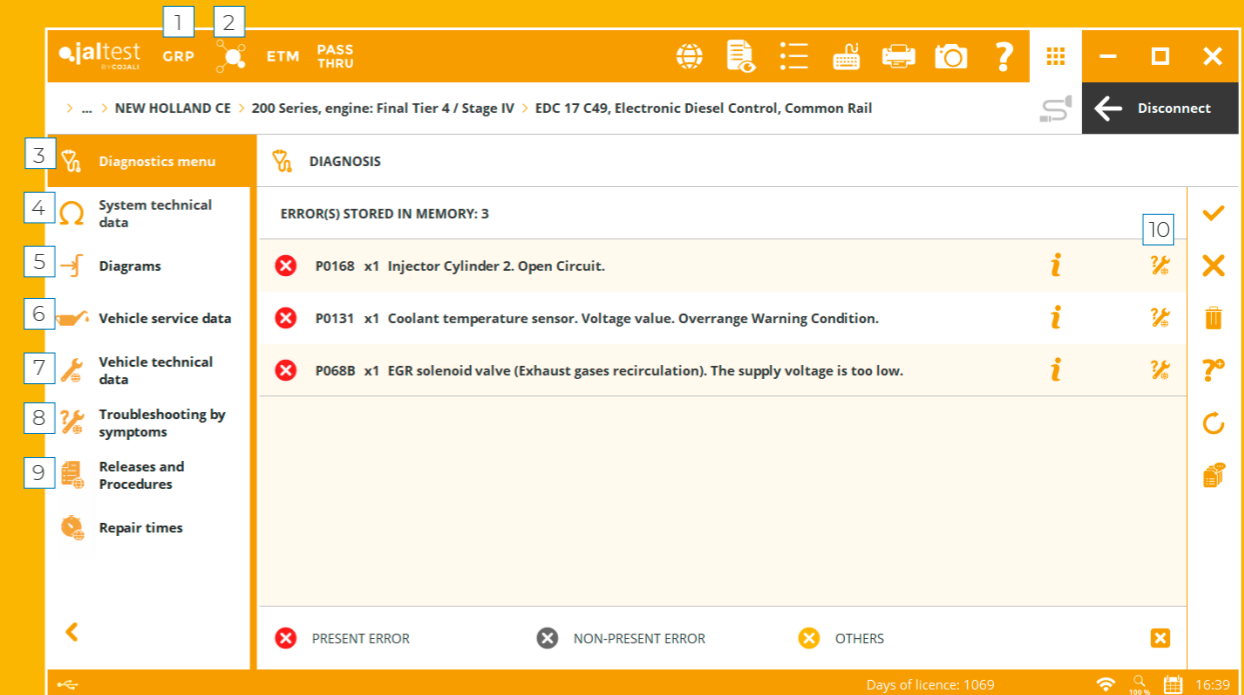 1
2
jaltest
BY COJALI
GRP
ETM
PASS
THRU
?
> ... > NEW HOLLAND CE > 200 Series, engine: Final Tier 4 / Stage IV > EDC 17 C49, Electronic Diesel Control, Common Rail
Disconnect
3
Diagnostics menu
DIAGNOSIS
4
System technical
data
ERROR(S) STORED IN MEMORY: 3
10
5
Diagrams
P0168 x1 Injector Cylinder 2. Open Circuit.
i
6
Vehicle service data
P0131 x1 Coolant temperature sensor. Voltage value. Overrange Warning Condition.
i
7
Vehicle technical
data
P068B x1 EGR solenoid valve (Exhaust gases recirculation). The supply voltage is too low.
i
8
Troubleshooting by
symptoms
9
Releases and
Procedures
Repair times
PRESENT ERROR
NON-PRESENT ERROR
OTHERS
Days of licence: 1069
100 %
16:39